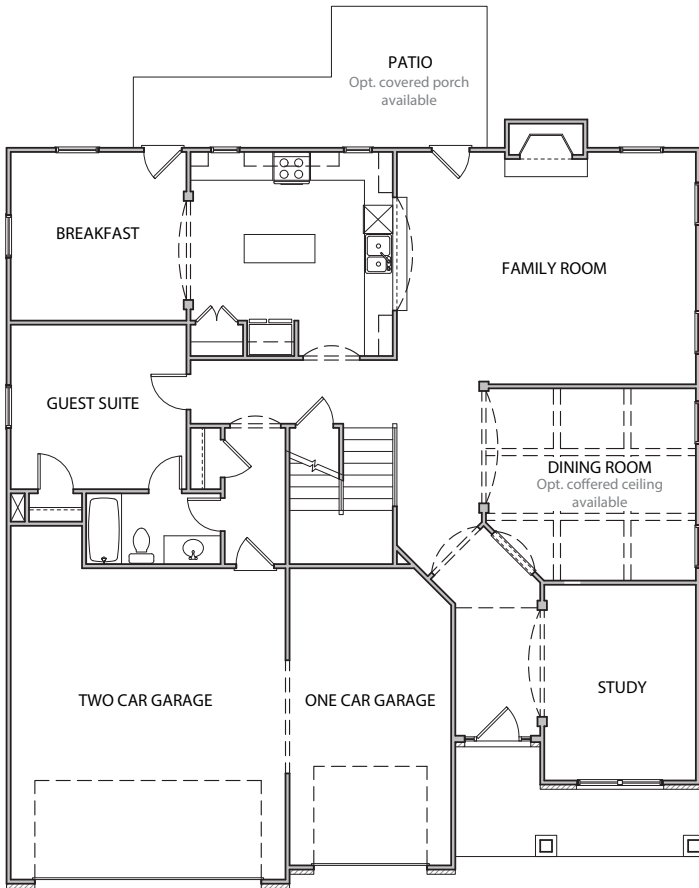 PATIO
Opt. covered porch
available
BREAKFAST
FAMILY ROOM
GUEST SUITE
DINING ROOM
Opt. coffered ceiling
available
TWO CAR GARAGE
ONE CAR GARAGE
STUDY